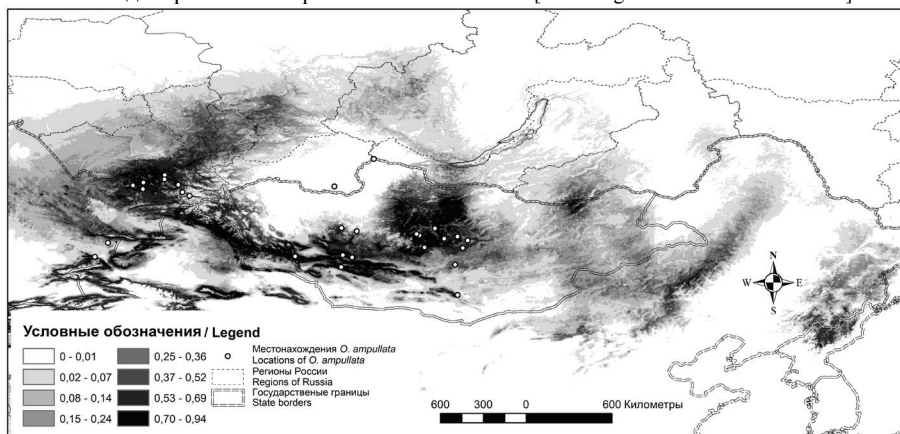 N
W E
S
Условные обозначения / Legend
0 - 0,01
0,02 - 0,07
0,08 - 0,14
0,15 - 0,24
0,25 - 0,36
0,37 - 0,52
0,53 - 0,69
0,70 - 0,94
Местонахождения O. ampullata
Locations of O. ampullata
Регионы России
Regions of Russia
Государственые границы
State borders
600 300 0 600 Километры